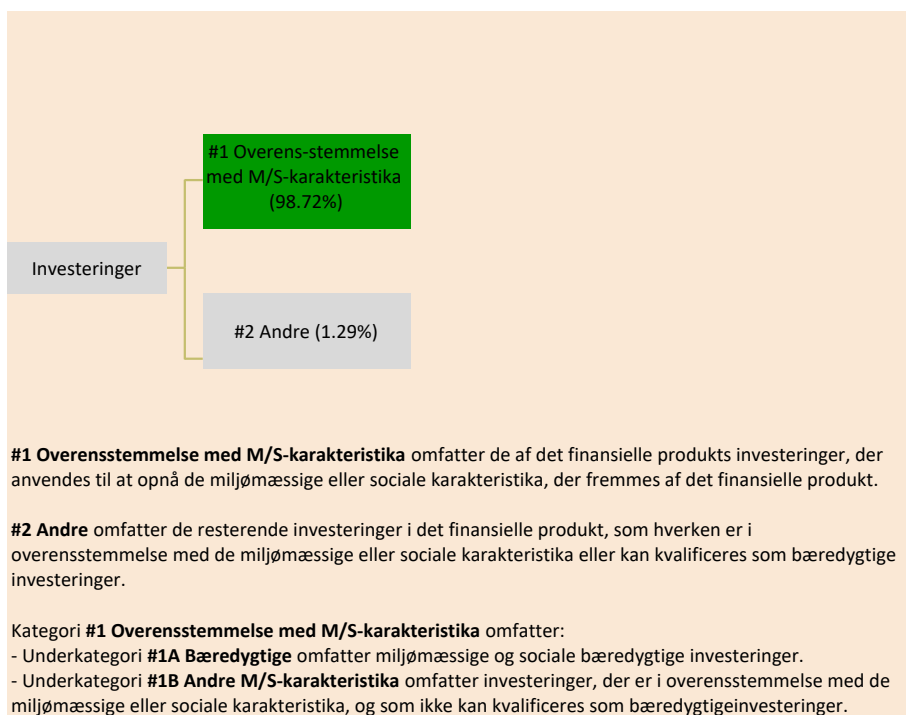 #1 Overens-stemmelse
med M/S-karakteristika
(98.72%)
Investeringer
#2 Andre (1.29%)
#1 Overensstemmelse med M/S-karakteristika omfatter de af det finansielle produkts investeringer, der
anvendes til at opnå de miljømæssige eller sociale karakteristika, der fremmes af det finansielle produkt.
#2 Andre omfatter de resterende investeringer i det finansielle produkt, som hverken er i
overensstemmelse med de miljømæssige eller sociale karakteristika eller kan kvalificeres som bæredygtige
investeringer.
Kategori #1 Overensstemmelse med M/S-karakteristika omfatter:
- Underkategori #1A Bæredygtige omfatter miljømæssige og sociale bæredygtige investeringer.
- Underkategori #1B Andre M/S-karakteristika omfatter investeringer, der er i overensstemmelse med de
miljømæssige eller sociale karakteristika, og som ikke kan kvalificeres som bæredygtigeinvesteringer.